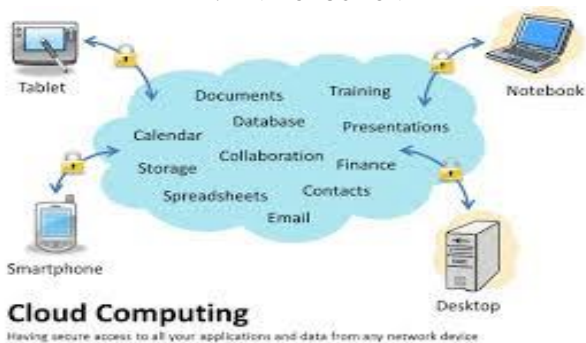 Tablet
Notebook
Documents
Training
Calendar
Database
Presentations
Storage
Collaboration
Finance
Spreadsheets
Contacts
Email
Smartphone
Desktop
Cloud Computing
Having secure access to all your applications and data from any network device